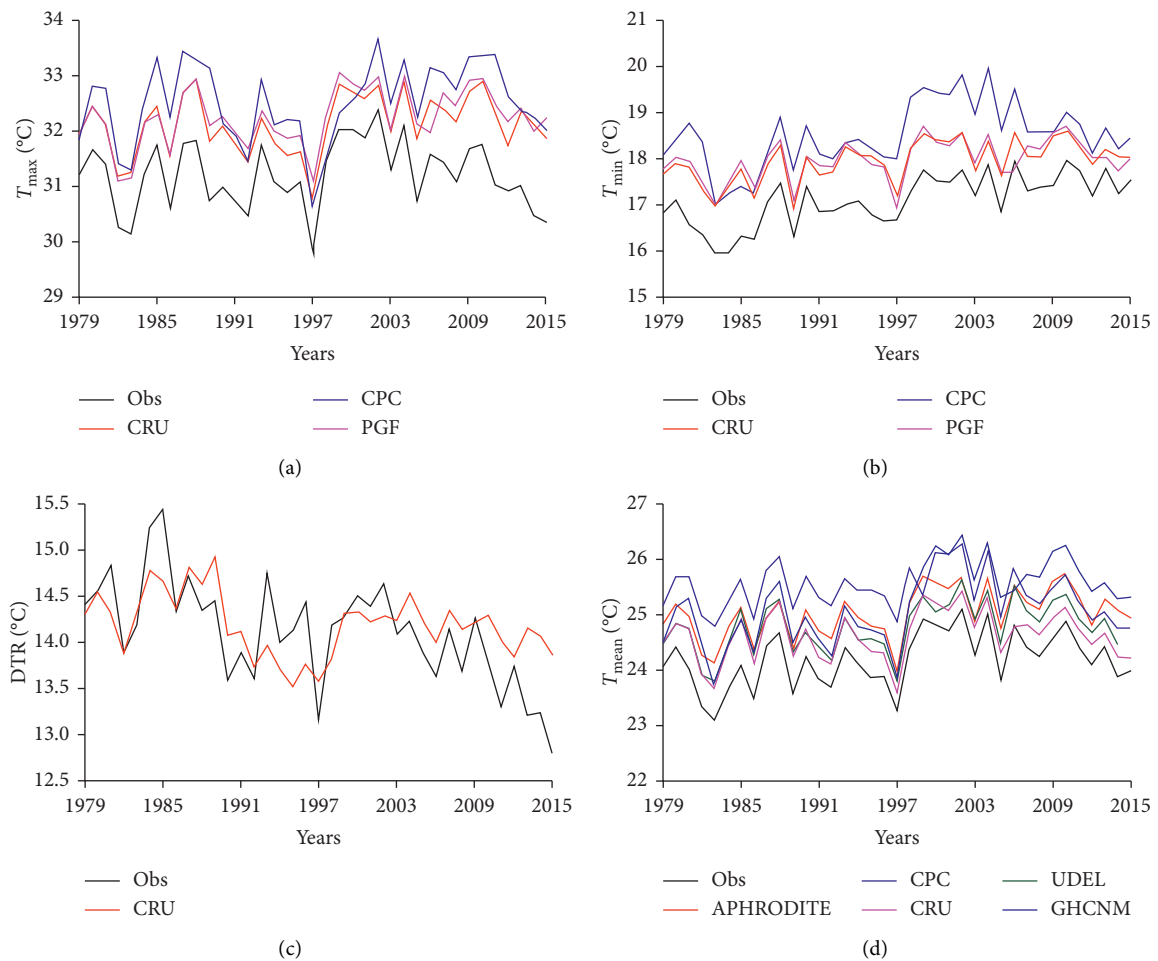 34
33
32
31
30
29
T max (°C)
1979 1985 1991 1997 2003 2009 2015
Years
Obs CPC
CRU PGF
(a)
21
20
19
18
17
16
15
T min (°C)
1979 1985 1991 1997 2003 2009 2015
Years
Obs CPC
CRU PGF
(b)
15.5
15.0
14.5
14.0
13.5
13.0
12.5
DTR (°C)
1979 1985 1991 1997 2003 2009 2015
Years
Obs
CRU
(c)
27
26
25
24
23
22
T mean (°C)
1979 1985 1991 1997 2003 2009 2015
Years
Obs CPC UDEL
APHRODITE CRU GHCNM
(d)